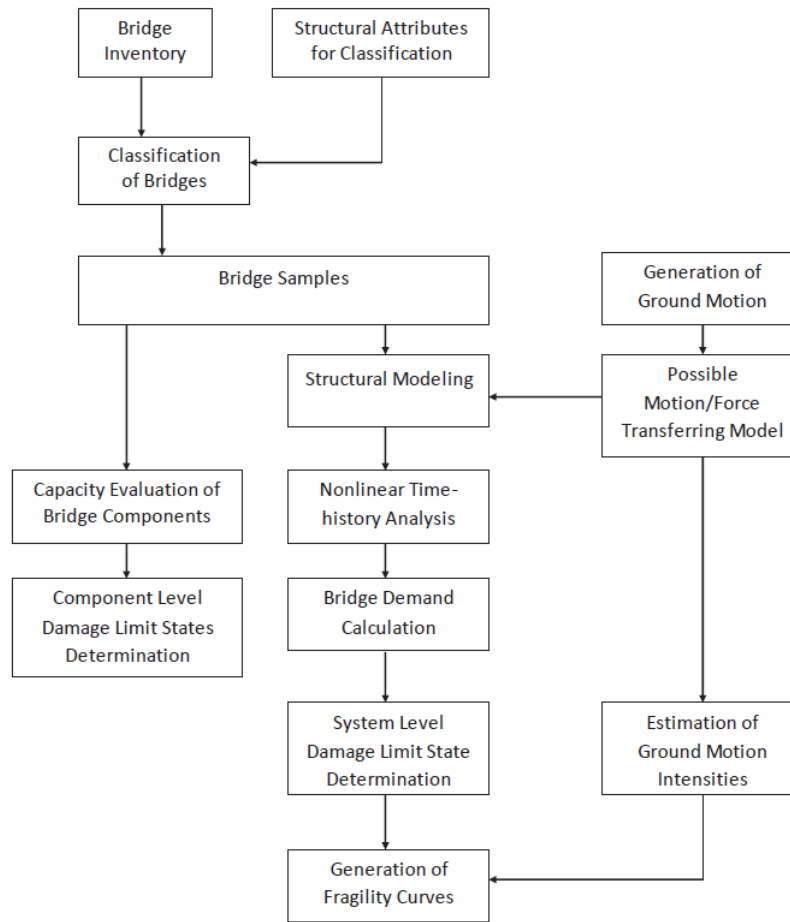 Bridge
Inventory
Structural Attributes
for Classification
Classification
of Bridges
Bridge Samples
Generation of
Ground Motion
Structural Modeling
Possible
Motion/Force
Transferring Model
Capacity Evaluation of
Bridge Components
Nonlinear Time-
history Analysis
Component Level
Damage Limit States
Determination
Bridge Demand
Calculation
System Level
Damage Limit State
Determination
Estimation of
Ground Motion
Intensities
Generation of
Fragility Curves